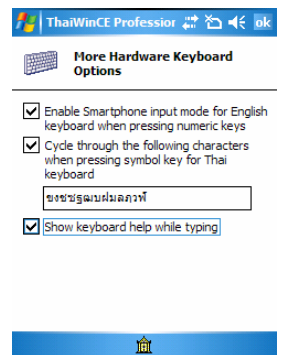 ThaiWinCE Professior
ok
More Hardware Keyboard
Options
Enable Smartphone input mode for English
keyboard when pressing numeric keys
Cycle through the following characters
when pressing symbol key for Thai
keyboard
ฃงชซฐฒบฝมลภวฬ
Show keyboard help while typing